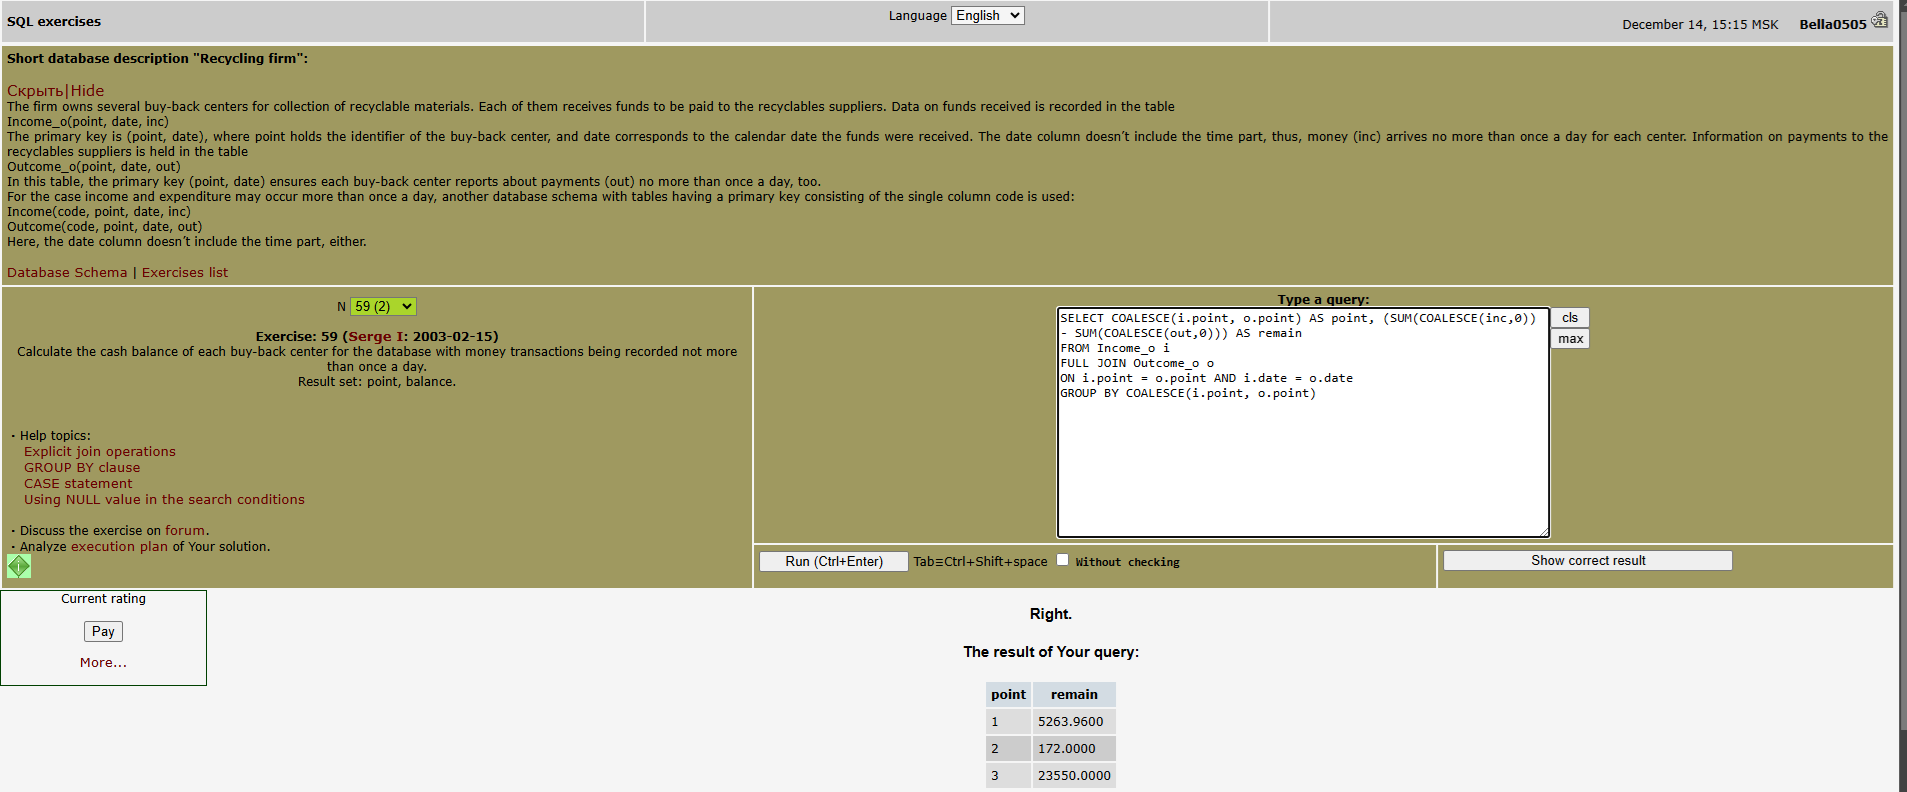 SQL exercises
Language English
December 14, 15:15 MSK Bella0505
Short database description "Recycling firm":
Скрыть|Hide
The firm owns several buy-back centers for collection of recyclable materials. Each of them receives funds to be paid to the recyclables suppliers. Data on funds received is recorded in the table
Income_o(point, date, inc)
The primary key is (point, date), where point holds the identifier of the buy-back center, and date corresponds to the calendar date the funds were received. The date column doesn’t include the time part, thus, money (inc) arrives no more than once a day for each center. Information on payments to the
recyclables suppliers is held in the table
Outcome_o(point, date, out)
In this table, the primary key (point, date) ensures each buy-back center reports about payments (out) no more than once a day, too.
For the case income and expenditure may occur more than once a day, another database schema with tables having a primary key consisting of the single column code is used:
Income(code, point, date, inc)
Outcome(code, point, date, out)
Here, the date column doesn’t include the time part, either.
Database Schema | Exercises list
N 59 (2)
Exercise: 59 (Serge I: 2003-02-15)
Calculate the cash balance of each buy-back center for the database with money transactions being recorded not more
than once a day.
Result set: point, balance.
· Help topics:
Explicit join operations
GROUP BY clause
CASE statement
Using NULL value in the search conditions
· Discuss the exercise on forum.
· Analyze execution plan of Your solution.
Type a query:
SELECT COALESCE(i.point, o.point) AS point, (SUM(COALESCE(inc,0))
- SUM(COALESCE(out,0))) AS remain
FROM Income_o i
FULL JOIN Outcome_o o
ON i.point = o.point AND i.date = o.date
GROUP BY COALESCE(i.point, o.point)
cls
max
Run (Ctrl+Enter) Tab≡Ctrl+Shift+space Without checking
Show correct result
Current rating
Pay
More...
Right.
The result of Your query:
point remain
1 5263.9600
2 172.0000
3 23550.0000